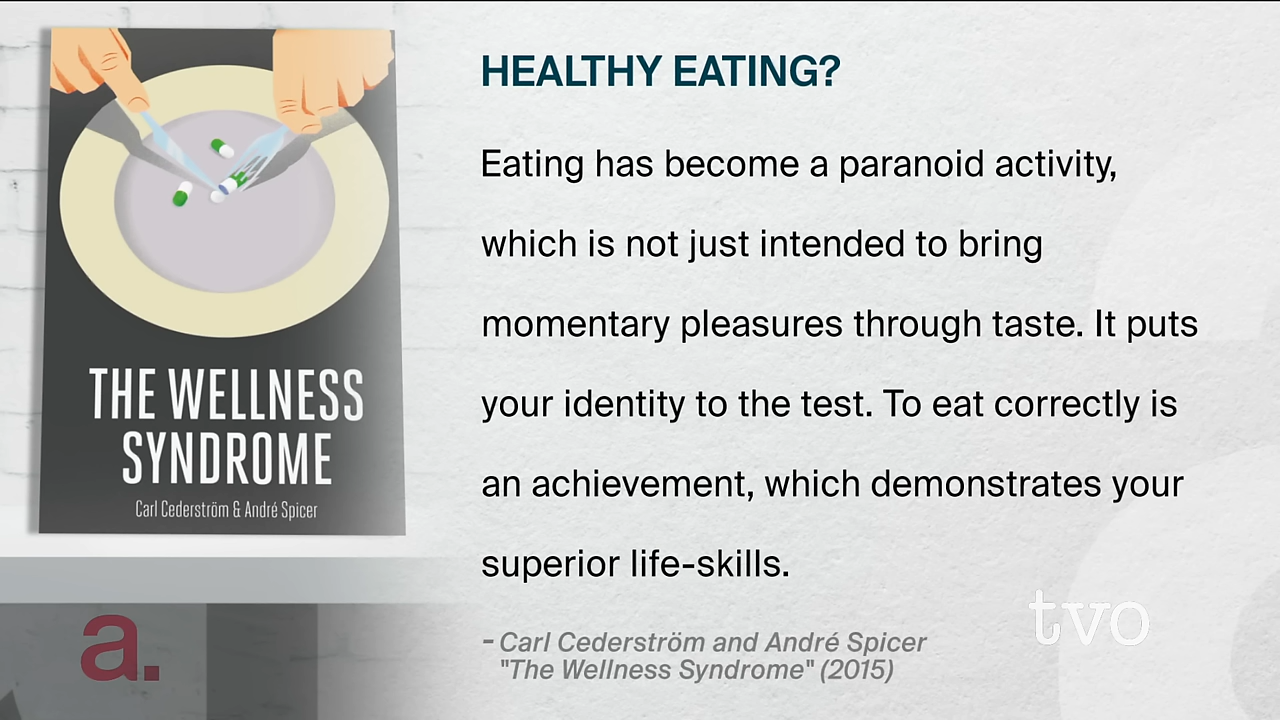 THE WELLNESS
SYNDROME
Carl Cederström & André Spicer
HEALTHY EATING?
Eating has become a paranoid activity,
which is not just intended to bring
momentary pleasures through taste. It puts
your identity to the test. To eat correctly is
an achievement, which demonstrates your
superior life-skills.
- Carl Cederström and André Spicer
"The Wellness Syndrome" (2015)
a.
tvo